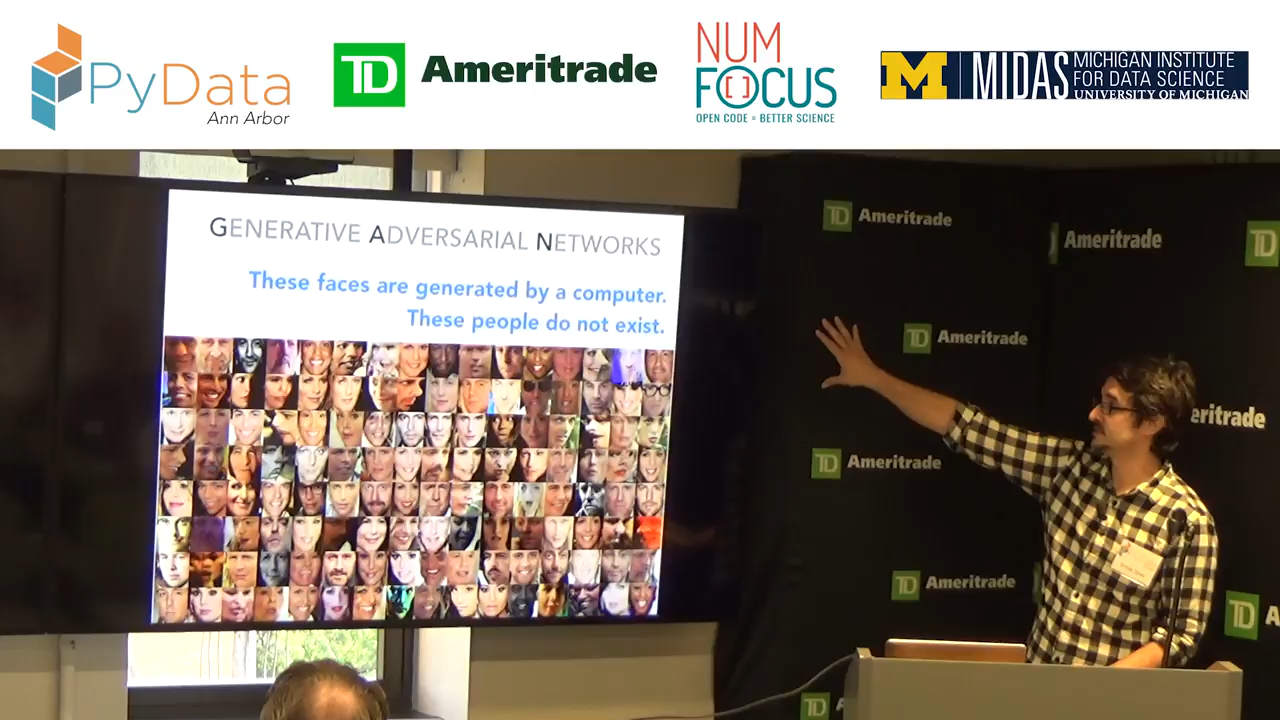 PyData
Ann Arbor
TD Ameritrade
NUM
FOCUS
OPEN CODE = BETTER SCIENCE
M MIDAS
MICHIGAN INSTITUTE
FOR DATA SCIENCE
UNIVERSITY OF MICHIGAN
GENERATIVE ADVERSARIAL NETWORKS
These faces are generated by a computer.
These people do not exist.
TD Ameritrade
Ameritrade
TD
TD Ameritrade
eritrade
TD Ameritrade
TD Ameritrade
TD A
TD